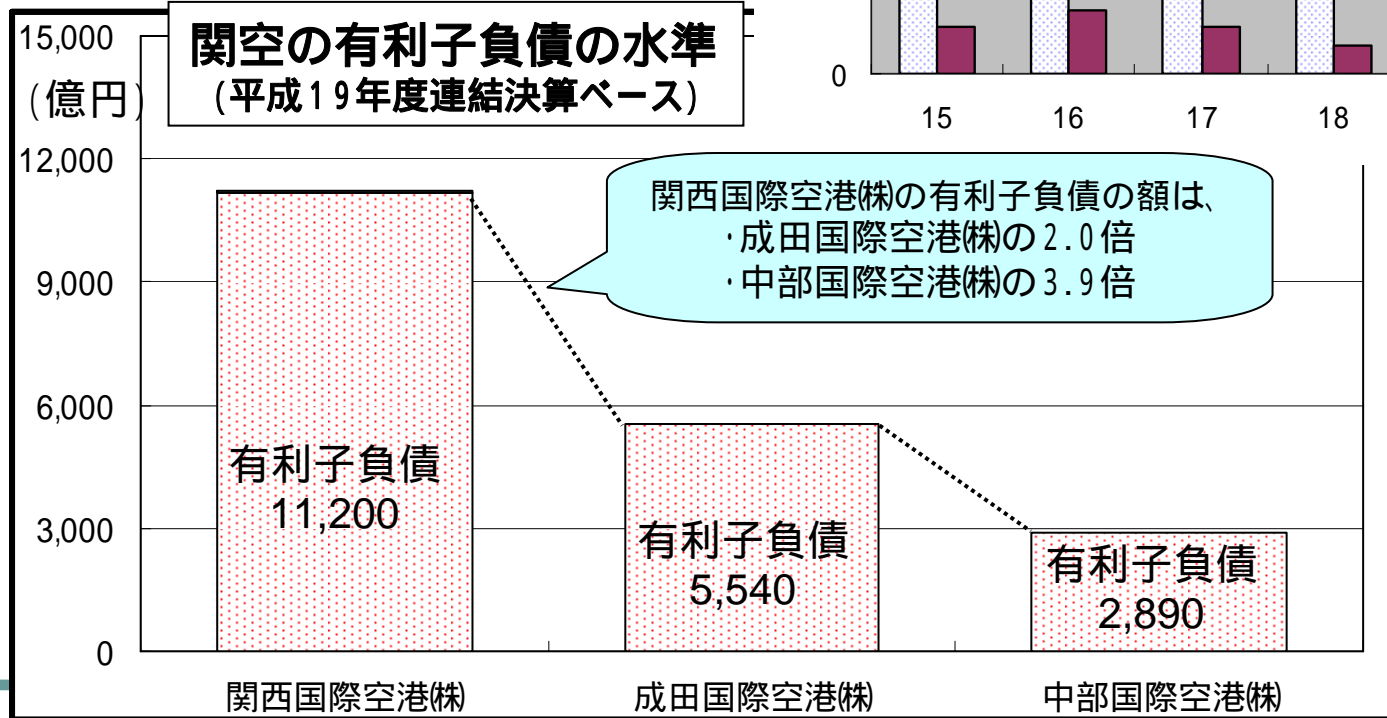 関空の有利子負債の水準
(平成19年度連結決算ベース)
0
15 16 17 18
15,000
(億円)
12,000
9,000
6,000
3,000
0
関西国際空港㈱の有利子負債の額は、
・成田国際空港㈱の2.0倍
・中部国際空港㈱の3.9倍
有利子負債
11,200
有利子負債
5,540
有利子負債
2,890
関西国際空港㈱ 成田国際空港㈱ 中部国際空港㈱